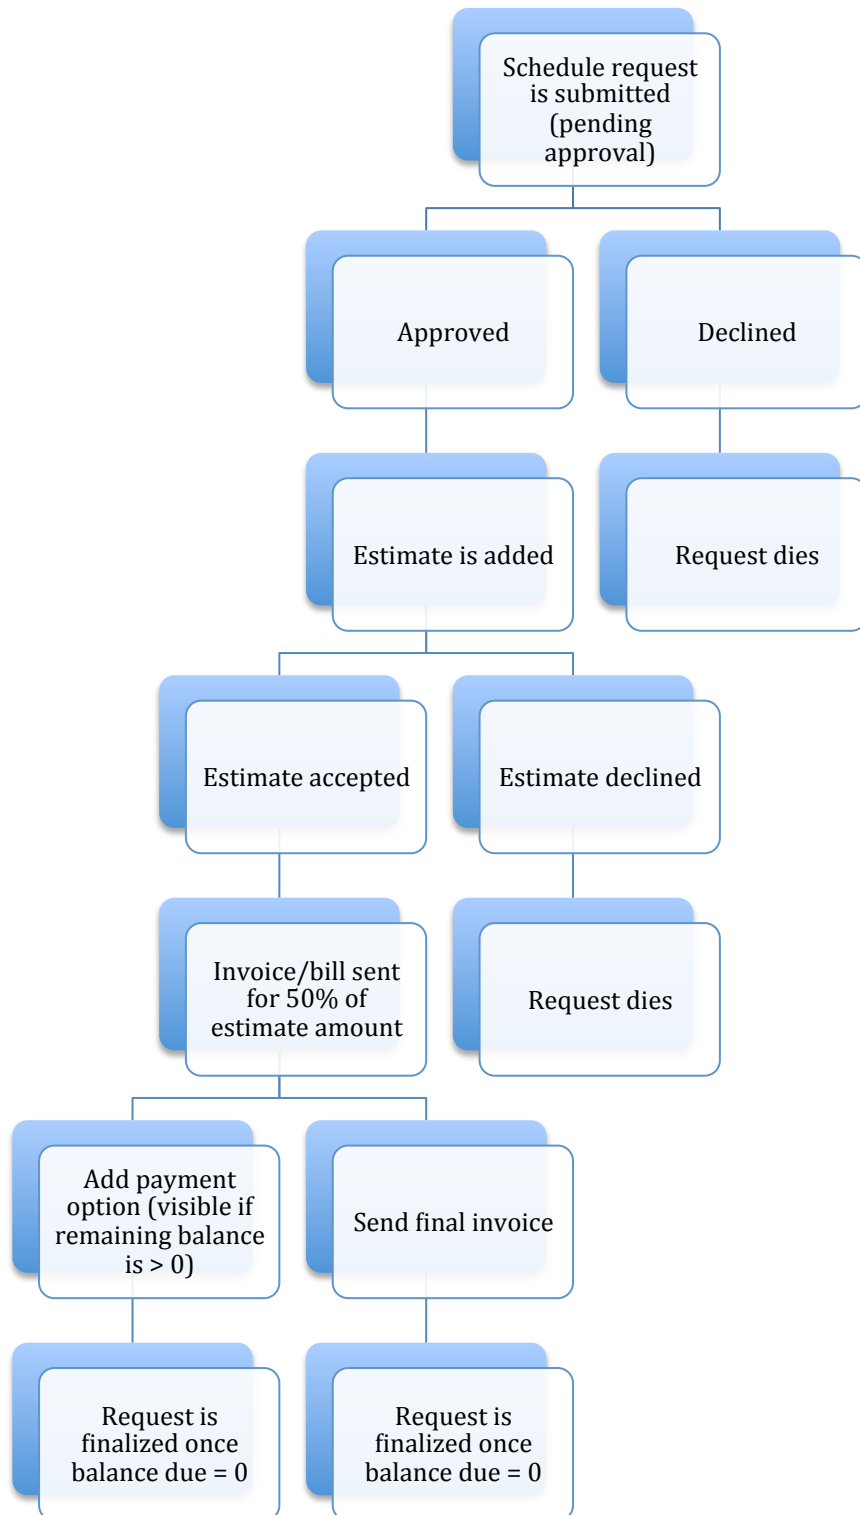 Schedule request
is submitted
(pending
approval)
Approved
Declined
Estimate is added
Request dies
Estimate accepted
Estimate declined
Invoice/bill sent
for 50% of
estimate amount
Request dies
Add payment
option (visible if
remaining balance
is > 0)
Send final invoice
Request is
finalized once
balance due = 0
Request is
finalized once
balance due = 0